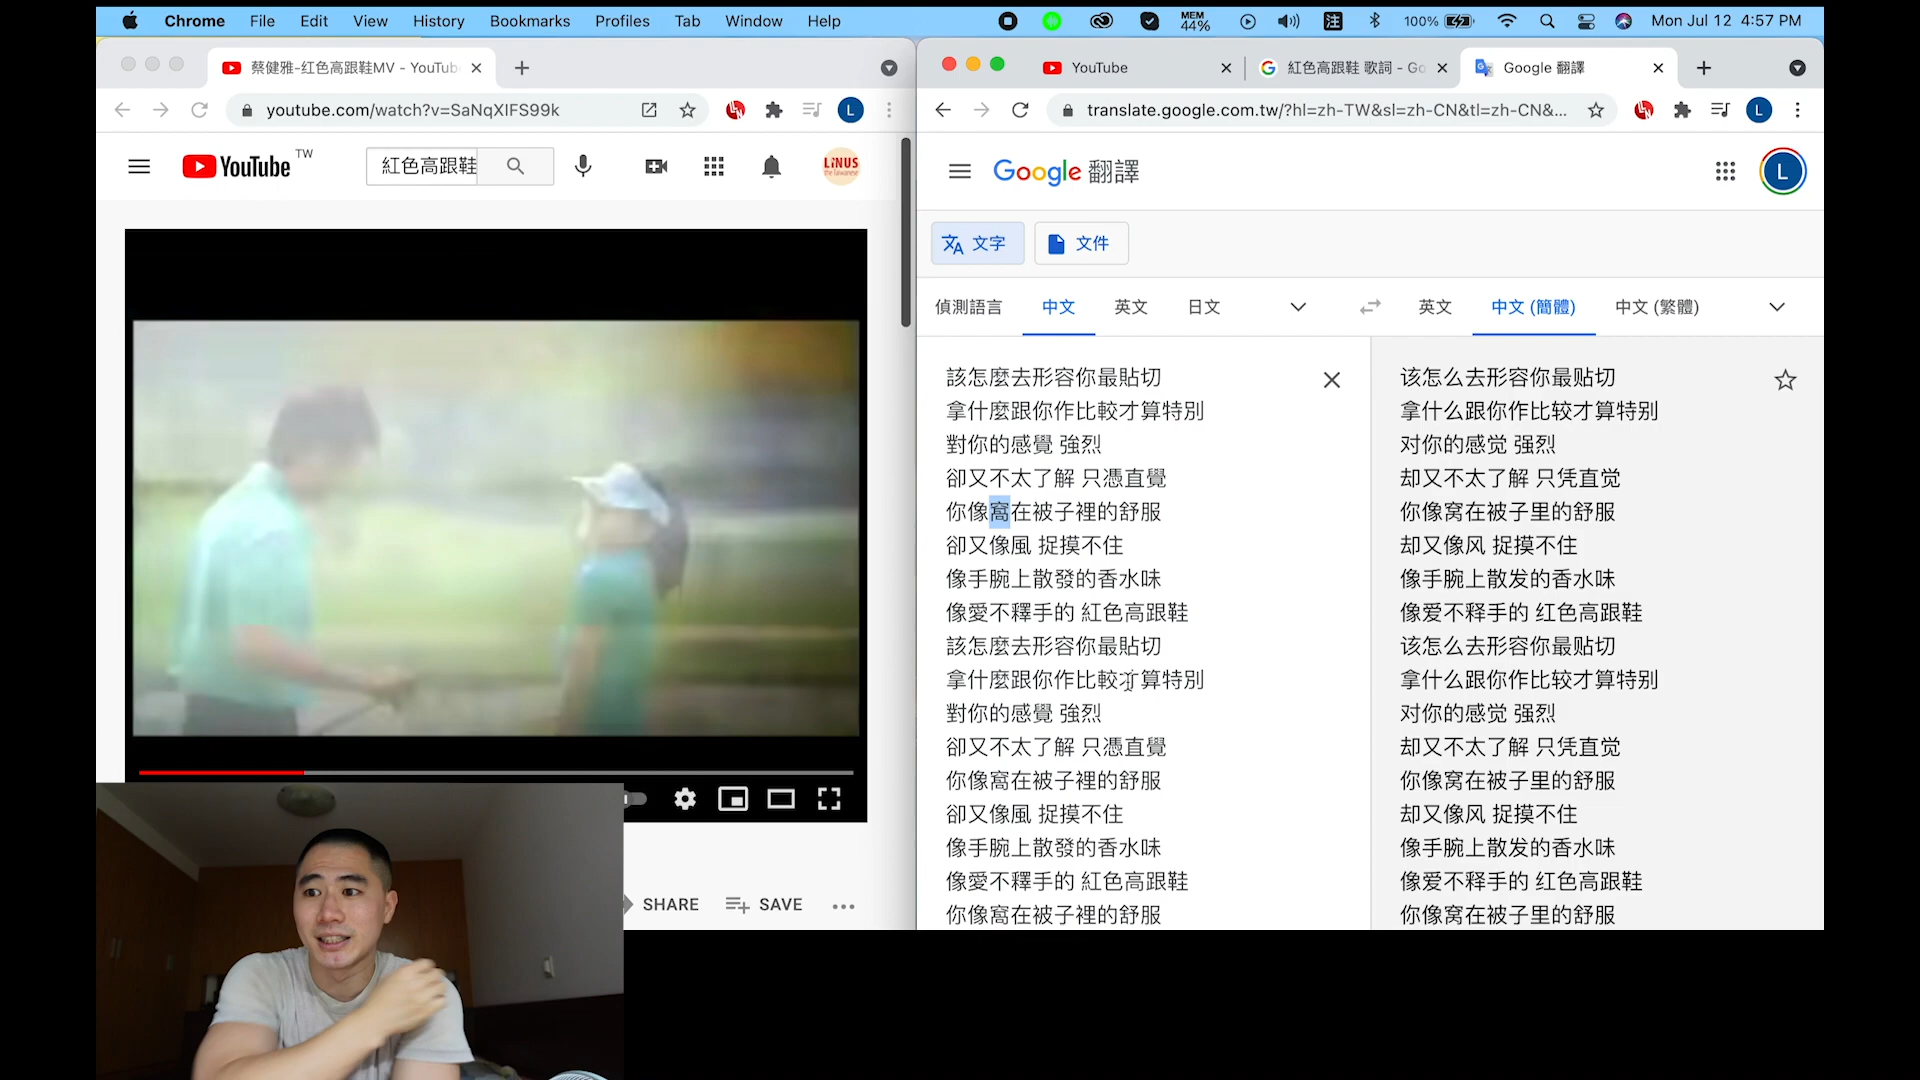 Chrome File Edit View History Bookmarks Profiles Tab Window Help
MEM 44% 注 100% Mon Jul 12 4:57 PM
蔡健雅-红色高跟鞋MV - YouTub
youtube.com/watch?v=SaNqXIFS99k
L
YouTube TW
紅色高跟鞋
LiNUS
the taiwanese
SHARE
SAVE
YouTube
紅色高跟鞋 歌詞 - Go
Google 翻譯
translate.google.com.tw/?hl=zh-TW&sl=zh-CN&tl=zh-CN&...
L
Google 翻譯
L
文字
文件
偵測語言 中文 英文 日文
英文 中文 (簡體) 中文 (繁體)
該怎麼去形容你最貼切
拿什麼跟你作比較才算特別
對你的感覺 強烈
卻又不太了解 只憑直覺
你像窩在被子裡的舒服
卻又像風 捉摸不住
像手腕上散發的香水味
像愛不釋手的 紅色高跟鞋
該怎麼去形容你最貼切
拿什麼跟你作比較才算特別
對你的感覺 強烈
卻又不太了解 只憑直覺
你像窩在被子裡的舒服
卻又像風 捉摸不住
像手腕上散發的香水味
像愛不釋手的 紅色高跟鞋
你像窩在被子裡的舒服
该怎么去形容你最贴切
拿什么跟你作比较才算特别
对你的感觉 强烈
却又不太了解 只凭直觉
你像窝在被子里的舒服
却又像风 捉摸不住
像手腕上散发的香水味
像爱不释手的 红色高跟鞋
该怎么去形容你最贴切
拿什么跟你作比较才算特别
对你的感觉 强烈
却又不太了解 只凭直觉
你像窝在被子里的舒服
却又像风 捉摸不住
像手腕上散发的香水味
像爱不释手的 红色高跟鞋
你像窝在被子里的舒服